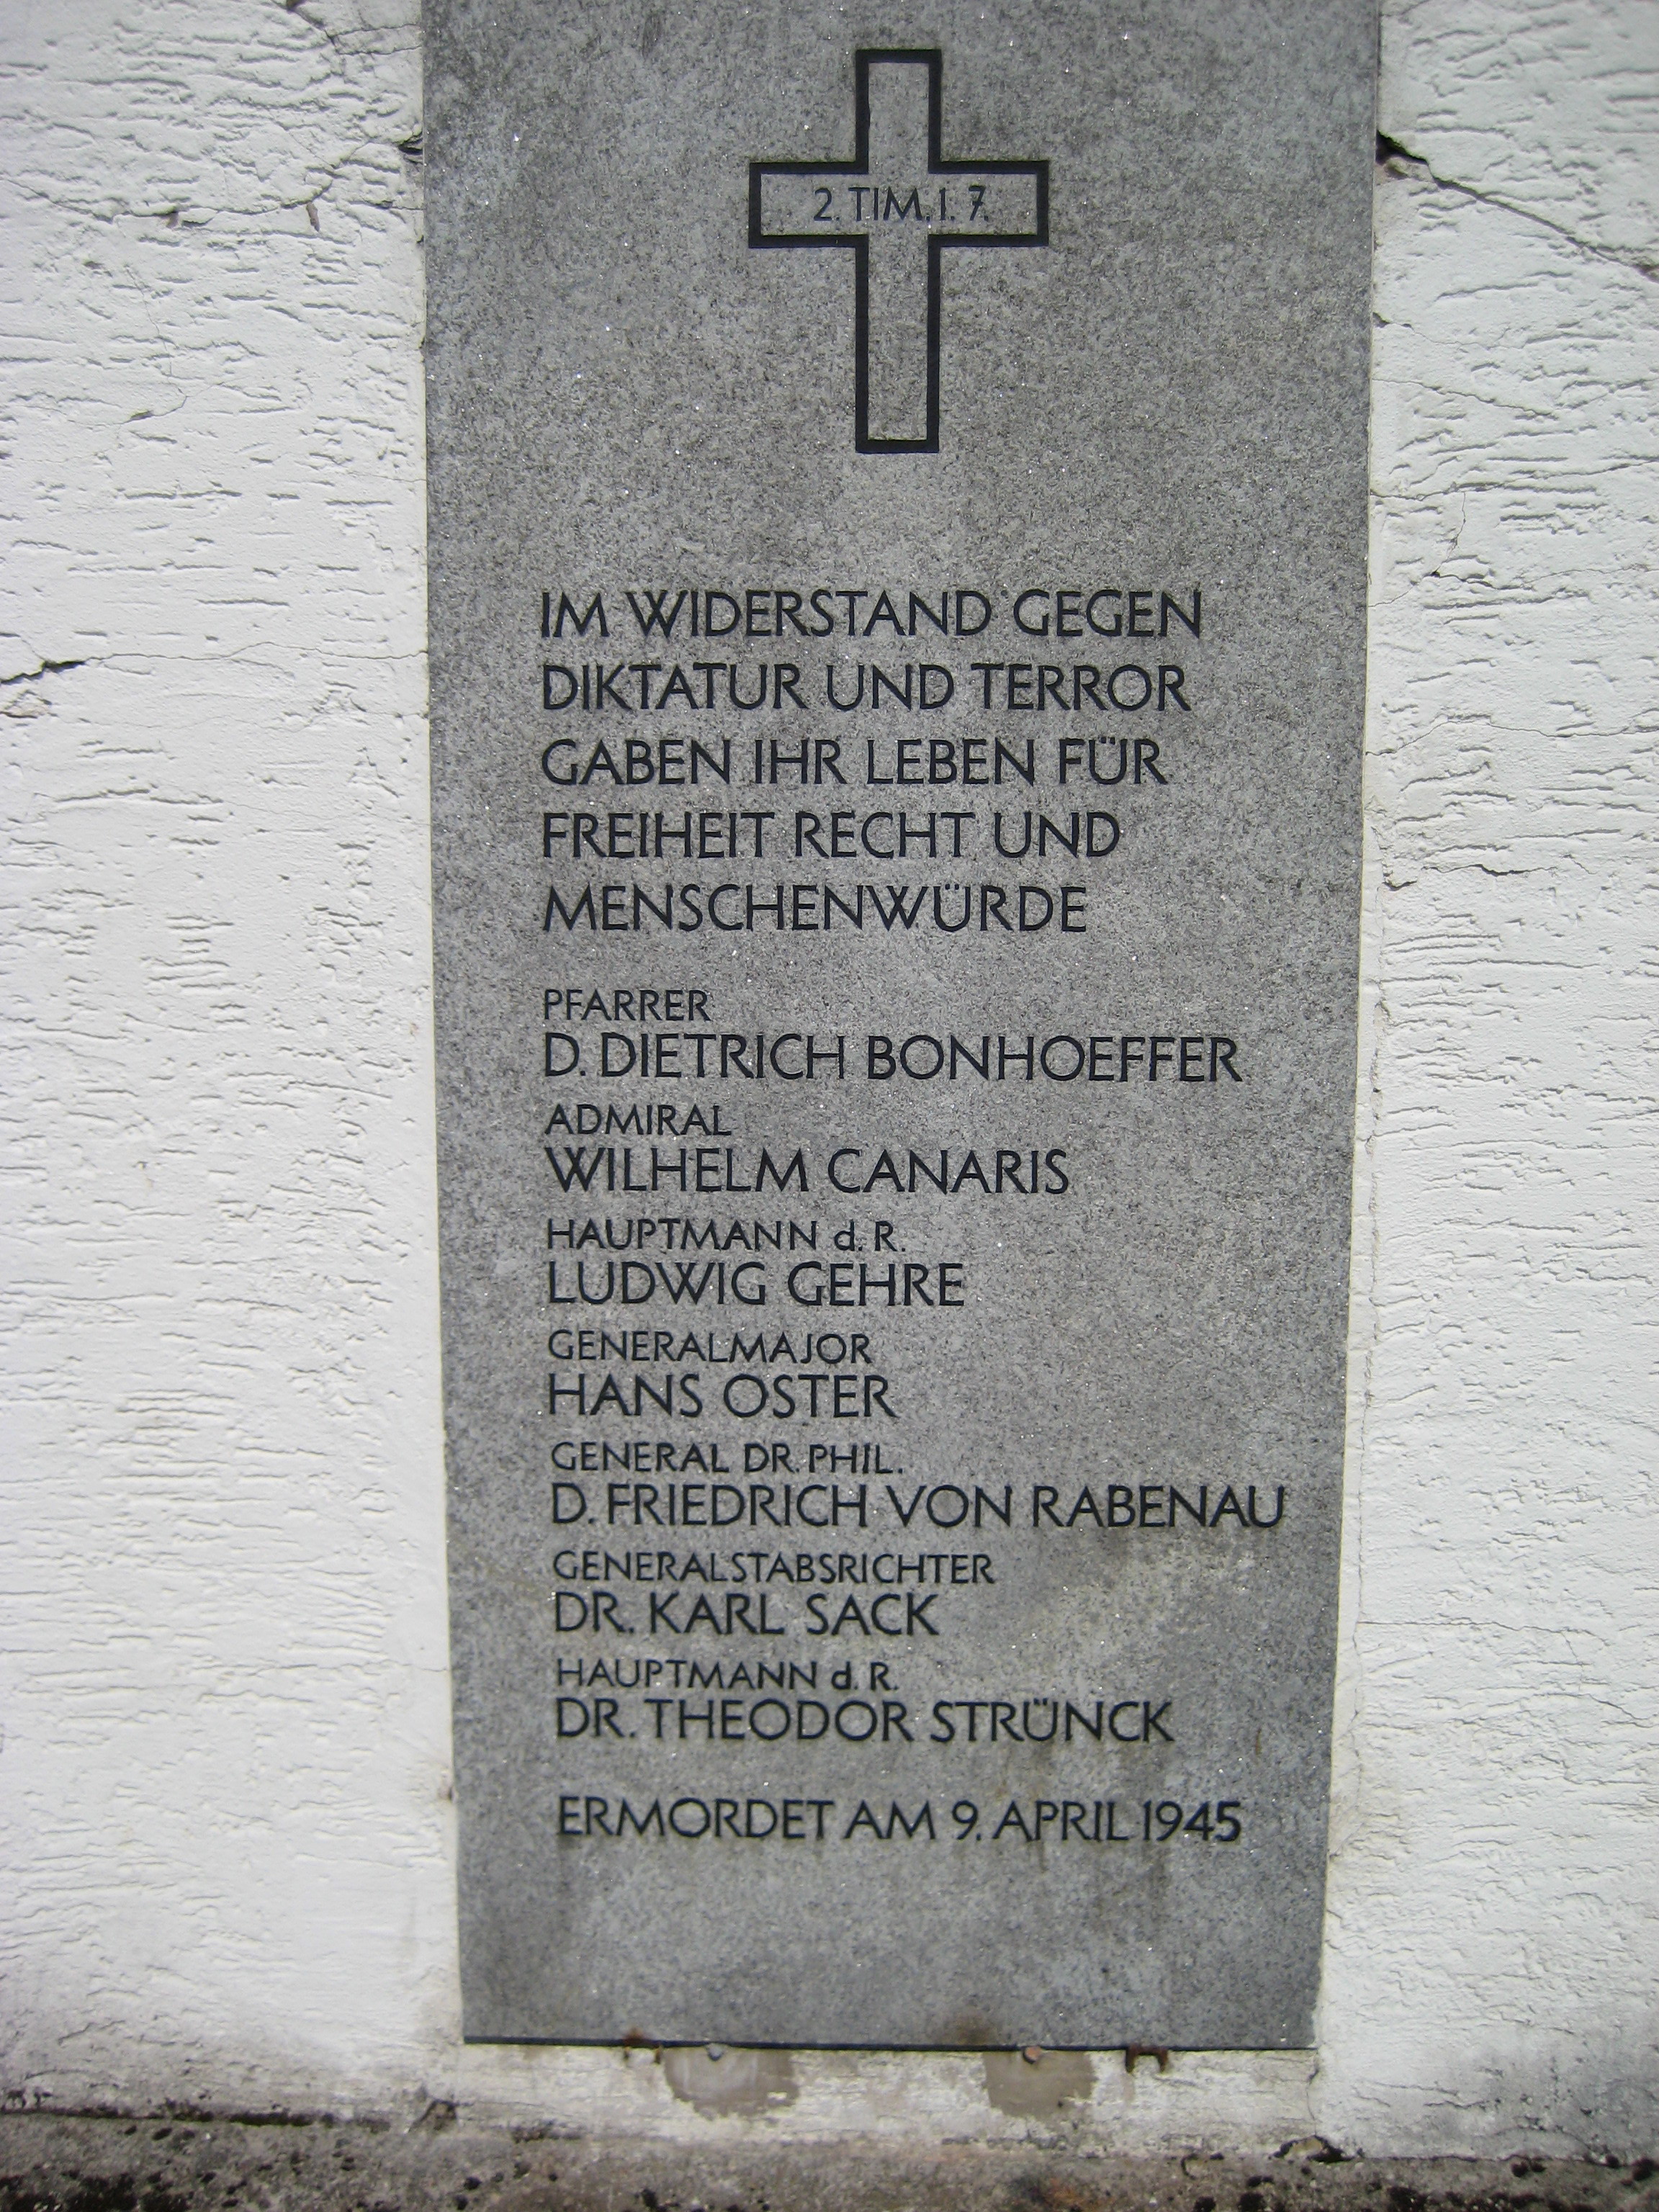 2. TIM. 1. 7.
IM WIDERSTAND GEGEN
DIKTATUR UND TERROR
GABEN IHR LEBEN FÜR
FREIHEIT RECHT UND
MENSCHENWÜRDE
PFARRER
D. DIETRICH BONHOEFFER
ADMIRAL
WILHELM CANARIS
HAUPTMANN d. R.
LUDWIG GEHRE
GENERALMAJOR
HANS OSTER
GENERAL DR. PHIL.
D. FRIEDRICH VON RABENAU
GENERALSTABSRICHTER
DR. KARL SACK
HAUPTMANN d. R.
DR. THEODOR STRÜNCK
ERMORDET AM 9. APRIL 1945